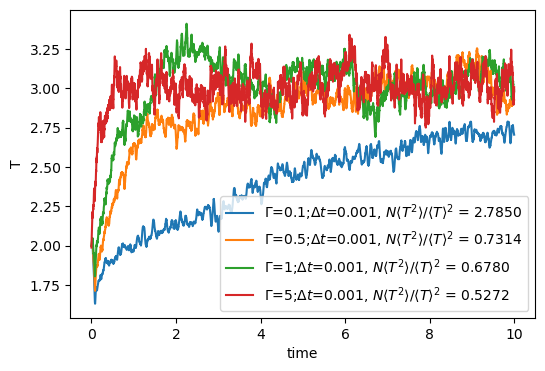 3.25
3.00
2.75
2.50
2.25
2.00
1.75
T
Γ=0.1;Δt=0.001, N⟨T²⟩/⟨T⟩² = 2.7850
Γ=0.5;Δt=0.001, N⟨T²⟩/⟨T⟩² = 0.7314
Γ=1;Δt=0.001, N⟨T²⟩/⟨T⟩² = 0.6780
Γ=5;Δt=0.001, N⟨T²⟩/⟨T⟩² = 0.5272
0 2 4 6 8 10
time